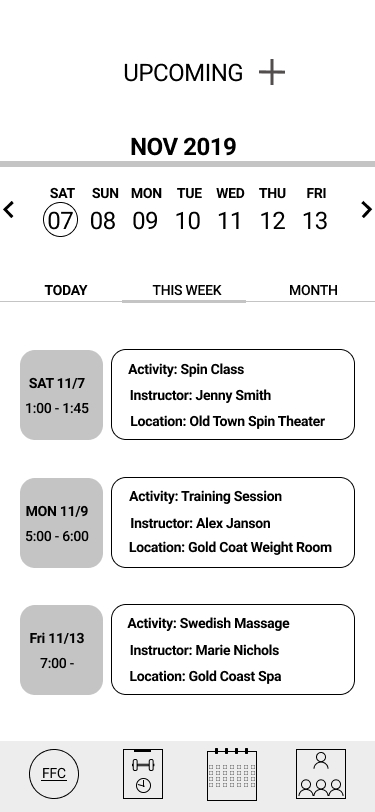 UPCOMING
NOV 2019
SAT SUN MON TUE WED THU FRI
07 08 09 10 11 12 13
TODAY THIS WEEK MONTH
SAT 11/7
1:00 - 1:45
Activity: Spin Class
Instructor: Jenny Smith
Location: Old Town Spin Theater
MON 11/9
5:00 - 6:00
Activity: Training Session
Instructor: Alex Janson
Location: Gold Coat Weight Room
Fri 11/13
7:00 -
Activity: Swedish Massage
Instructor: Marie Nichols
Location: Gold Coast Spa
FFC